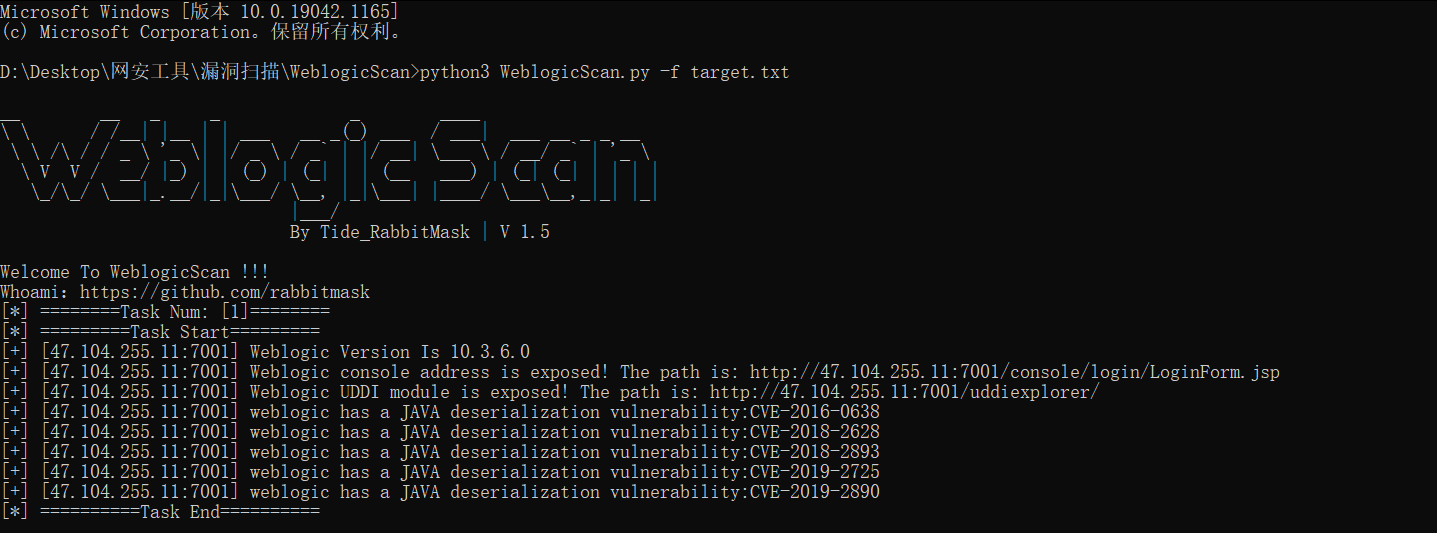 Microsoft Windows [版本 10.0.19042.1165]
(c) Microsoft Corporation。保留所有权利。
D:\Desktop\网安工具\漏洞扫描\WeblogicScan>python3 WeblogicScan.py -f target.txt
Weblogic Scan
By Tide_RabbitMask | V 1.5
Welcome To WeblogicScan !!!
Whoami：https://github.com/rabbitmask
[*] ========Task Num: [1]========
[*] =========Task Start=========
[+] [47.104.255.11:7001] Weblogic Version Is 10.3.6.0
[+] [47.104.255.11:7001] Weblogic console address is exposed! The path is: http://47.104.255.11:7001/console/login/LoginForm.jsp
[+] [47.104.255.11:7001] Weblogic UDDI module is exposed! The path is: http://47.104.255.11:7001/uddiexplorer/
[+] [47.104.255.11:7001] weblogic has a JAVA deserialization vulnerability:CVE-2016-0638
[+] [47.104.255.11:7001] weblogic has a JAVA deserialization vulnerability:CVE-2018-2628
[+] [47.104.255.11:7001] weblogic has a JAVA deserialization vulnerability:CVE-2018-2893
[+] [47.104.255.11:7001] weblogic has a JAVA deserialization vulnerability:CVE-2019-2725
[+] [47.104.255.11:7001] weblogic has a JAVA deserialization vulnerability:CVE-2019-2890
[*] ==========Task End==========